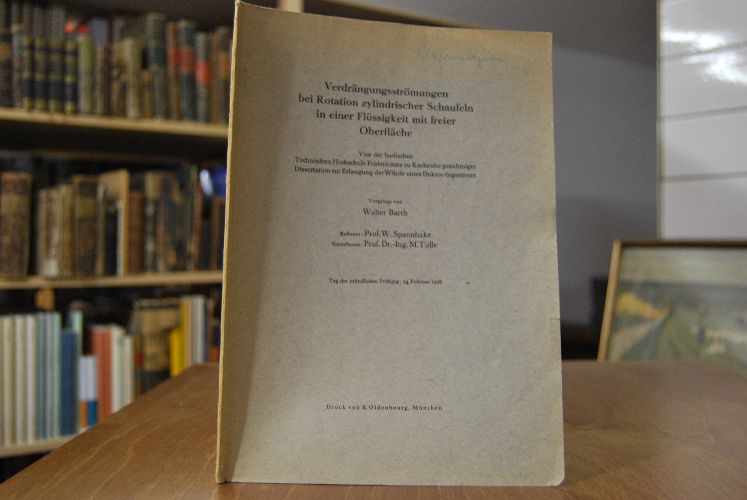 Verdrängungsströmungen
bei Rotation zylindrischer Schaufeln
in einer Flüssigkeit mit freier
Oberfläche
Von der badischen
Technischen Hochschule Fridericiana zu Karlsruhe genehmigte
Dissertation zur Erlangung der Würde eines Doktor-Ingenieurs
Vorgelegt von
Walter Barth
Referent: Prof. W. Spannhake
Korreferent: Prof. Dr.-Ing. M. Tolle
Tag der mündlichen Prüfung: 14. Februar 1928
Druck von R. Oldenbourg, München